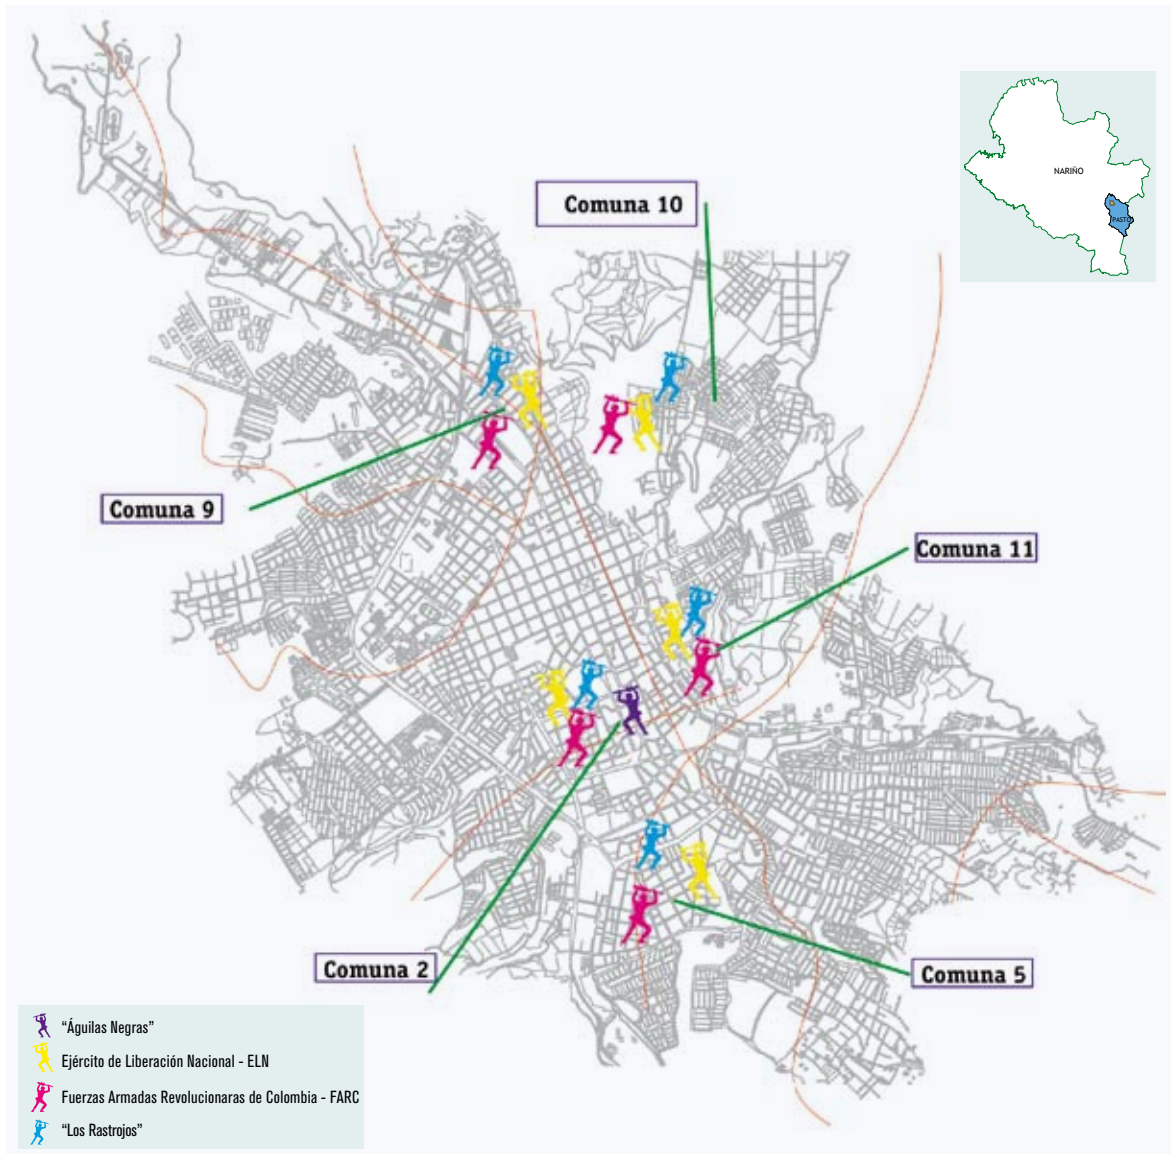 NARIÑO
PASTO
Comuna 10
Comuna 9
Comuna 11
Comuna 2
Comuna 5
“Águilas Negras”
Ejército de Liberación Nacional - ELN
Fuerzas Armadas Revolucionaras de Colombia - FARC
“Los Rastrojos”